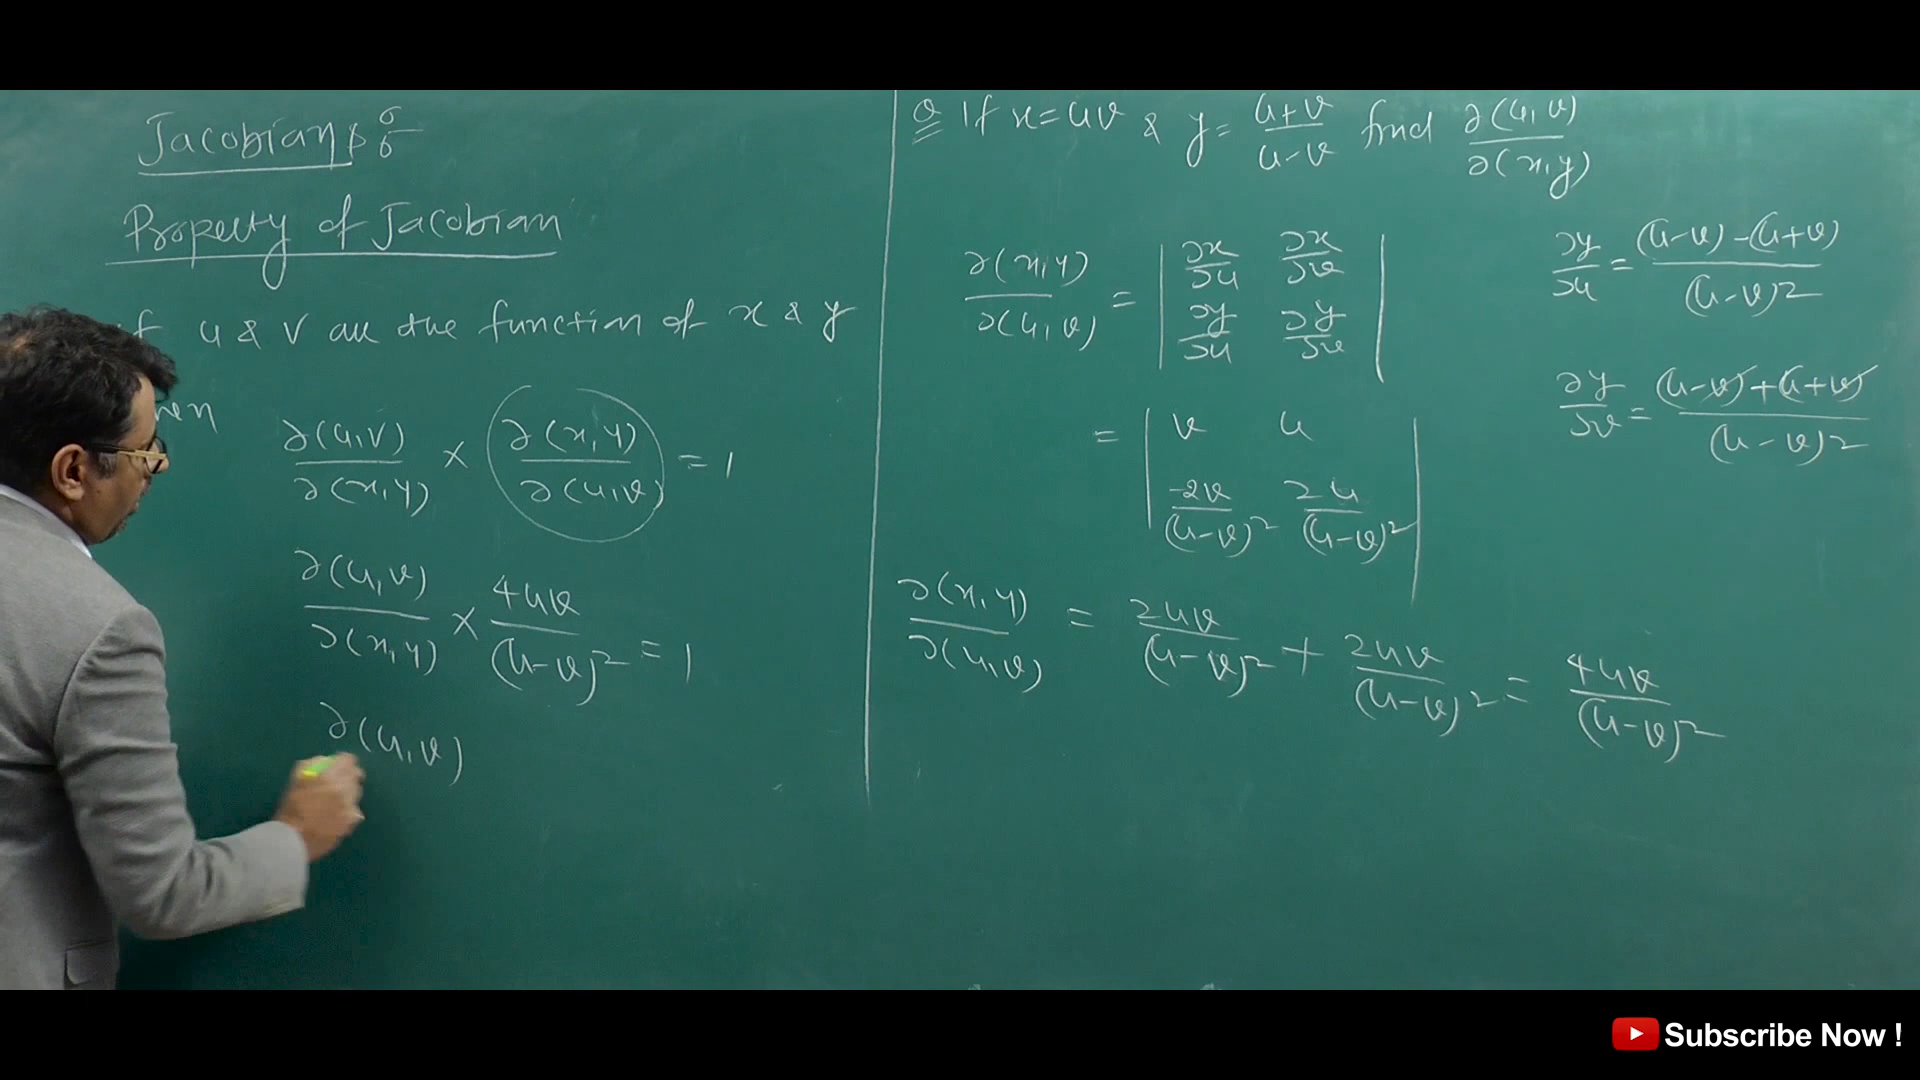 Jacobians
Property of Jacobian
if u & v are the function of x & y
then
∂(u,v)/∂(x,y) × ∂(x,y)/∂(u,v) = 1
∂(u,v)/∂(x,y) × 4uv/(u-v)² = 1
∂(u,v)
Q If x=uv & y= u+v/u-v find ∂(u,v)/∂(x,y)
∂(x,y)/∂(u,v) = | ∂x/∂u ∂x/∂v |
| ∂y/∂u ∂y/∂v |
= | v u |
| -2v/(u-v)² 2u/(u-v)² |
∂(x,y)/∂(u,v) = 2uv/(u-v)² + 2uv/(u-v)² = 4uv/(u-v)²
∂y/∂u = (u-v)-(u+v)/(u-v)²
∂y/∂v = (u-v)+(u+v)/(u-v)²
Subscribe Now !